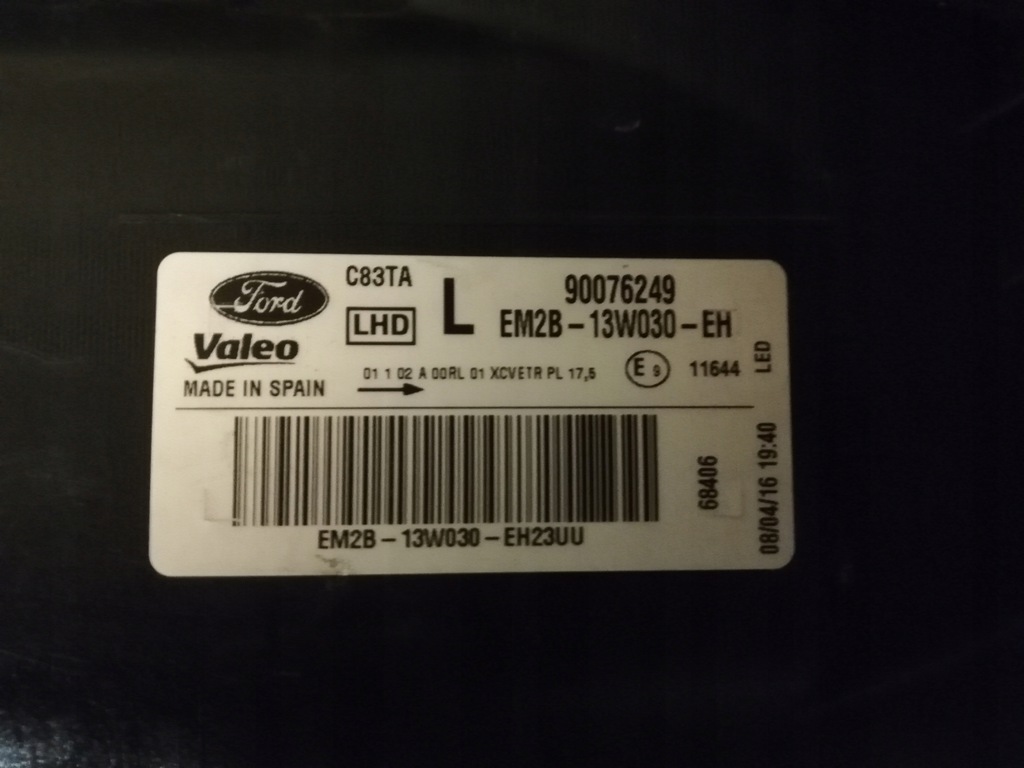 Ford
C83TA
L
90076249
Valeo
LHD
EM2B-13W030-EH
MADE IN SPAIN
01 1 02 A 00RL 01 XCVETR PL 17,5
E9
11644
LED
68406
08/04/16 19:40
EM2B-13W030-EH23UU